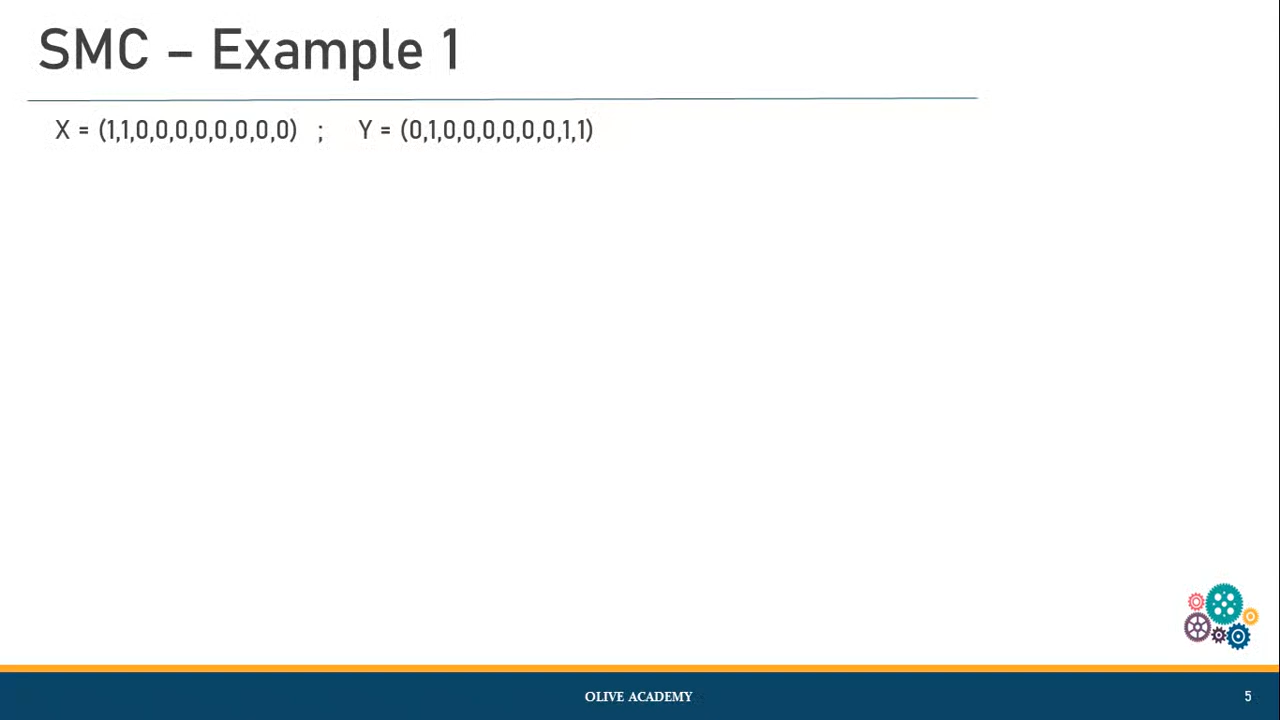 SMC – Example 1
X = (1,1,0,0,0,0,0,0,0,0) ; Y = (0,1,0,0,0,0,0,0,1,1)
OLIVE ACADEMY
5